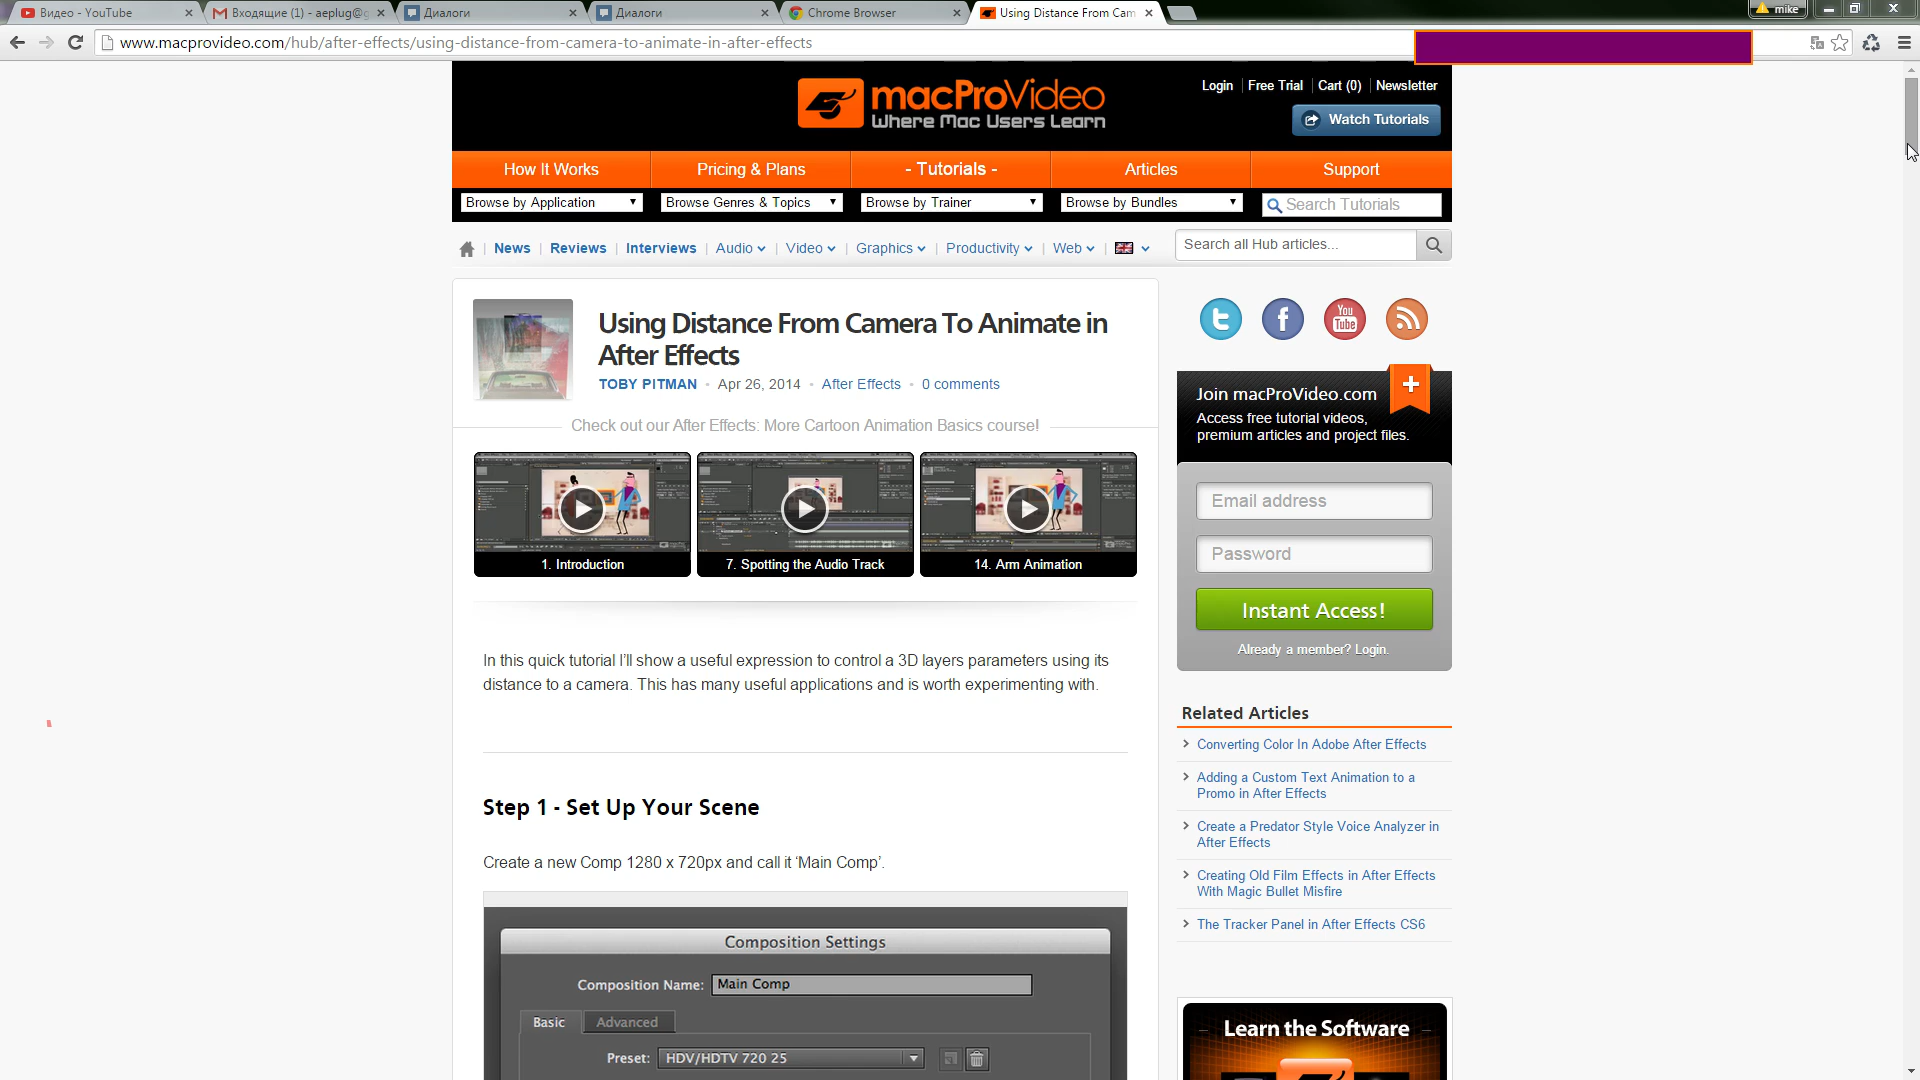 Видео - YouTube
Входящие (1) - aeplug@g
Диалоги
Диалоги
Chrome Browser
Using Distance From Cam
mike
www.macprovideo.com/hub/after-effects/using-distance-from-camera-to-animate-in-after-effects
macProVideo
Where Mac Users Learn
Login
Free Trial
Cart (0)
Newsletter
Watch Tutorials
How It Works
Pricing & Plans
- Tutorials -
Articles
Support
Browse by Application
Browse Genres & Topics
Browse by Trainer
Browse by Bundles
Search Tutorials
News
Reviews
Interviews
Audio
Video
Graphics
Productivity
Web
Search all Hub articles...
Using Distance From Camera To Animate in
After Effects
TOBY PITMAN • Apr 26, 2014 • After Effects • 0 comments
Check out our After Effects: More Cartoon Animation Basics course!
1. Introduction
7. Spotting the Audio Track
14. Arm Animation
In this quick tutorial I’ll show a useful expression to control a 3D layers parameters using its
distance to a camera. This has many useful applications and is worth experimenting with.
Step 1 - Set Up Your Scene
Create a new Comp 1280 x 720px and call it ‘Main Comp’.
Composition Settings
Composition Name: Main Comp
Basic
Advanced
Preset: HDV/HDTV 720 25
You
Tube
Join macProVideo.com
Access free tutorial videos,
premium articles and project files.
Email address
Password
Instant Access!
Already a member? Login.
Related Articles
Converting Color In Adobe After Effects
Adding a Custom Text Animation to a
Promo in After Effects
Create a Predator Style Voice Analyzer in
After Effects
Creating Old Film Effects in After Effects
With Magic Bullet Misfire
The Tracker Panel in After Effects CS6
Learn the Software